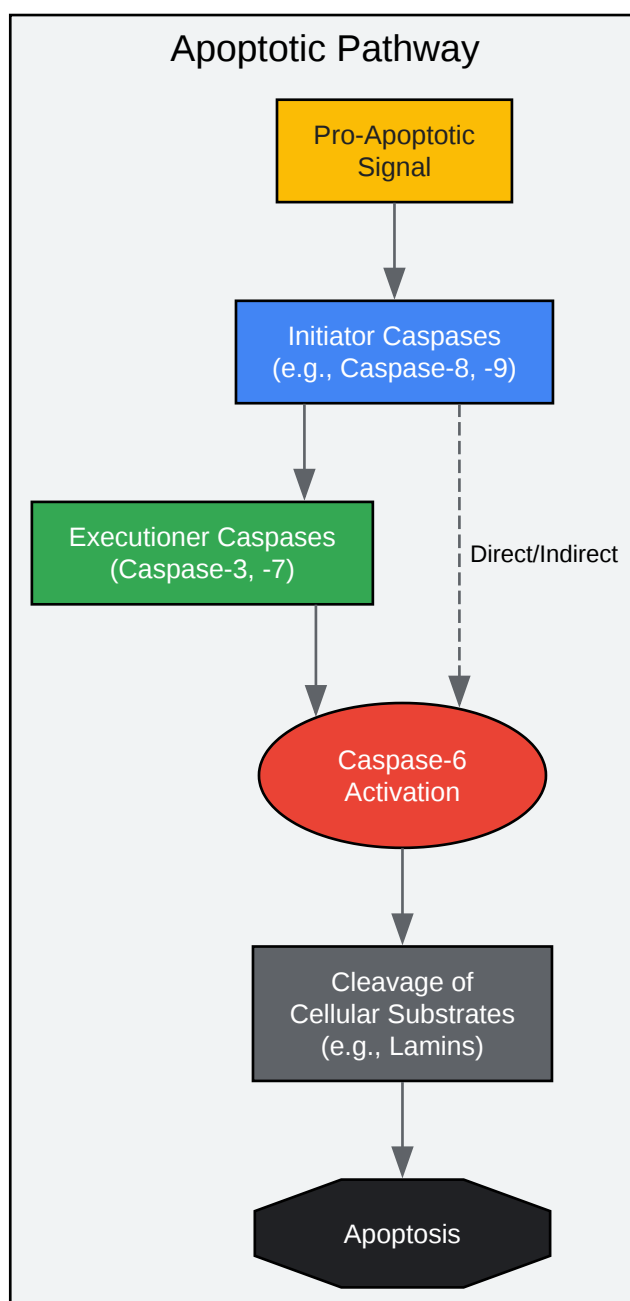 Apoptotic Pathway
Pro-Apoptotic
Signal
Initiator Caspases
(e.g., Caspase-8, -9)
Executioner Caspases
(Caspase-3, -7)
Direct/Indirect
Caspase-6
Activation
Cleavage of
Cellular Substrates
(e.g., Lamins)
Apoptosis